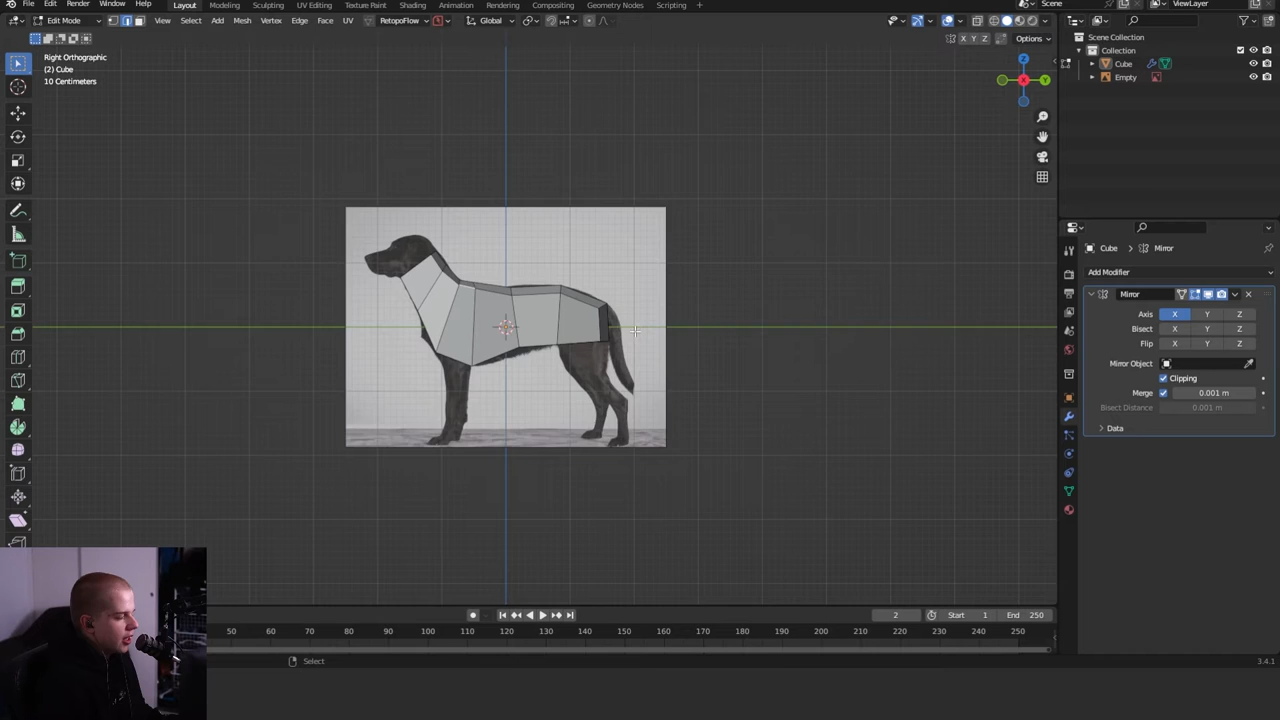 File Edit Render Window Help Layout Modeling Sculpting UV Editing Texture Paint Shading Animation Rendering Compositing Geometry Nodes Scripting Scene ViewLayer
Edit Mode View Select Add Mesh Vertex Edge Face UV RetopoFlow Global
X Y Z Options
Right Orthographic
(2) Cube
10 Centimeters
Z
Y
X
Scene Collection
Collection
Cube
Empty
Cube Mirror
Add Modifier
Mirror
Axis X Y Z
Bisect X Y Z
Flip X Y Z
Mirror Object
Clipping
Merge 0.001 m
Bisect Distance 0.001 m
Data
2 Start 1 End 250
50 60 70 80 90 100 110 120 130 140 150 160 170 180 190 200 210 220 230 240 250
Select 3.4.1